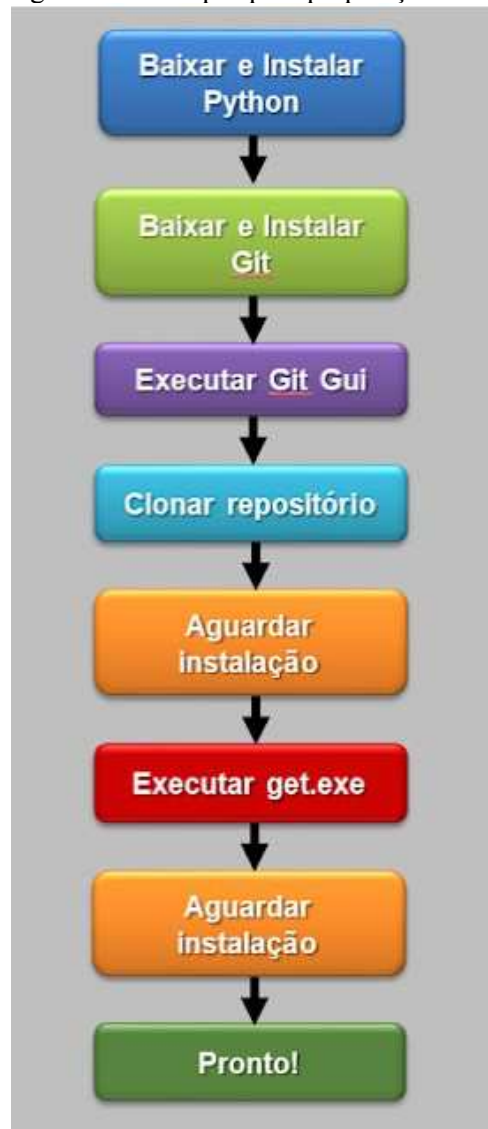 Baixar e Instalar
Python
Baixar e Instalar
Git
Executar Git Gui
Clonar repositório
Aguardar
instalação
Executar get.exe
Aguardar
instalação
Pronto!